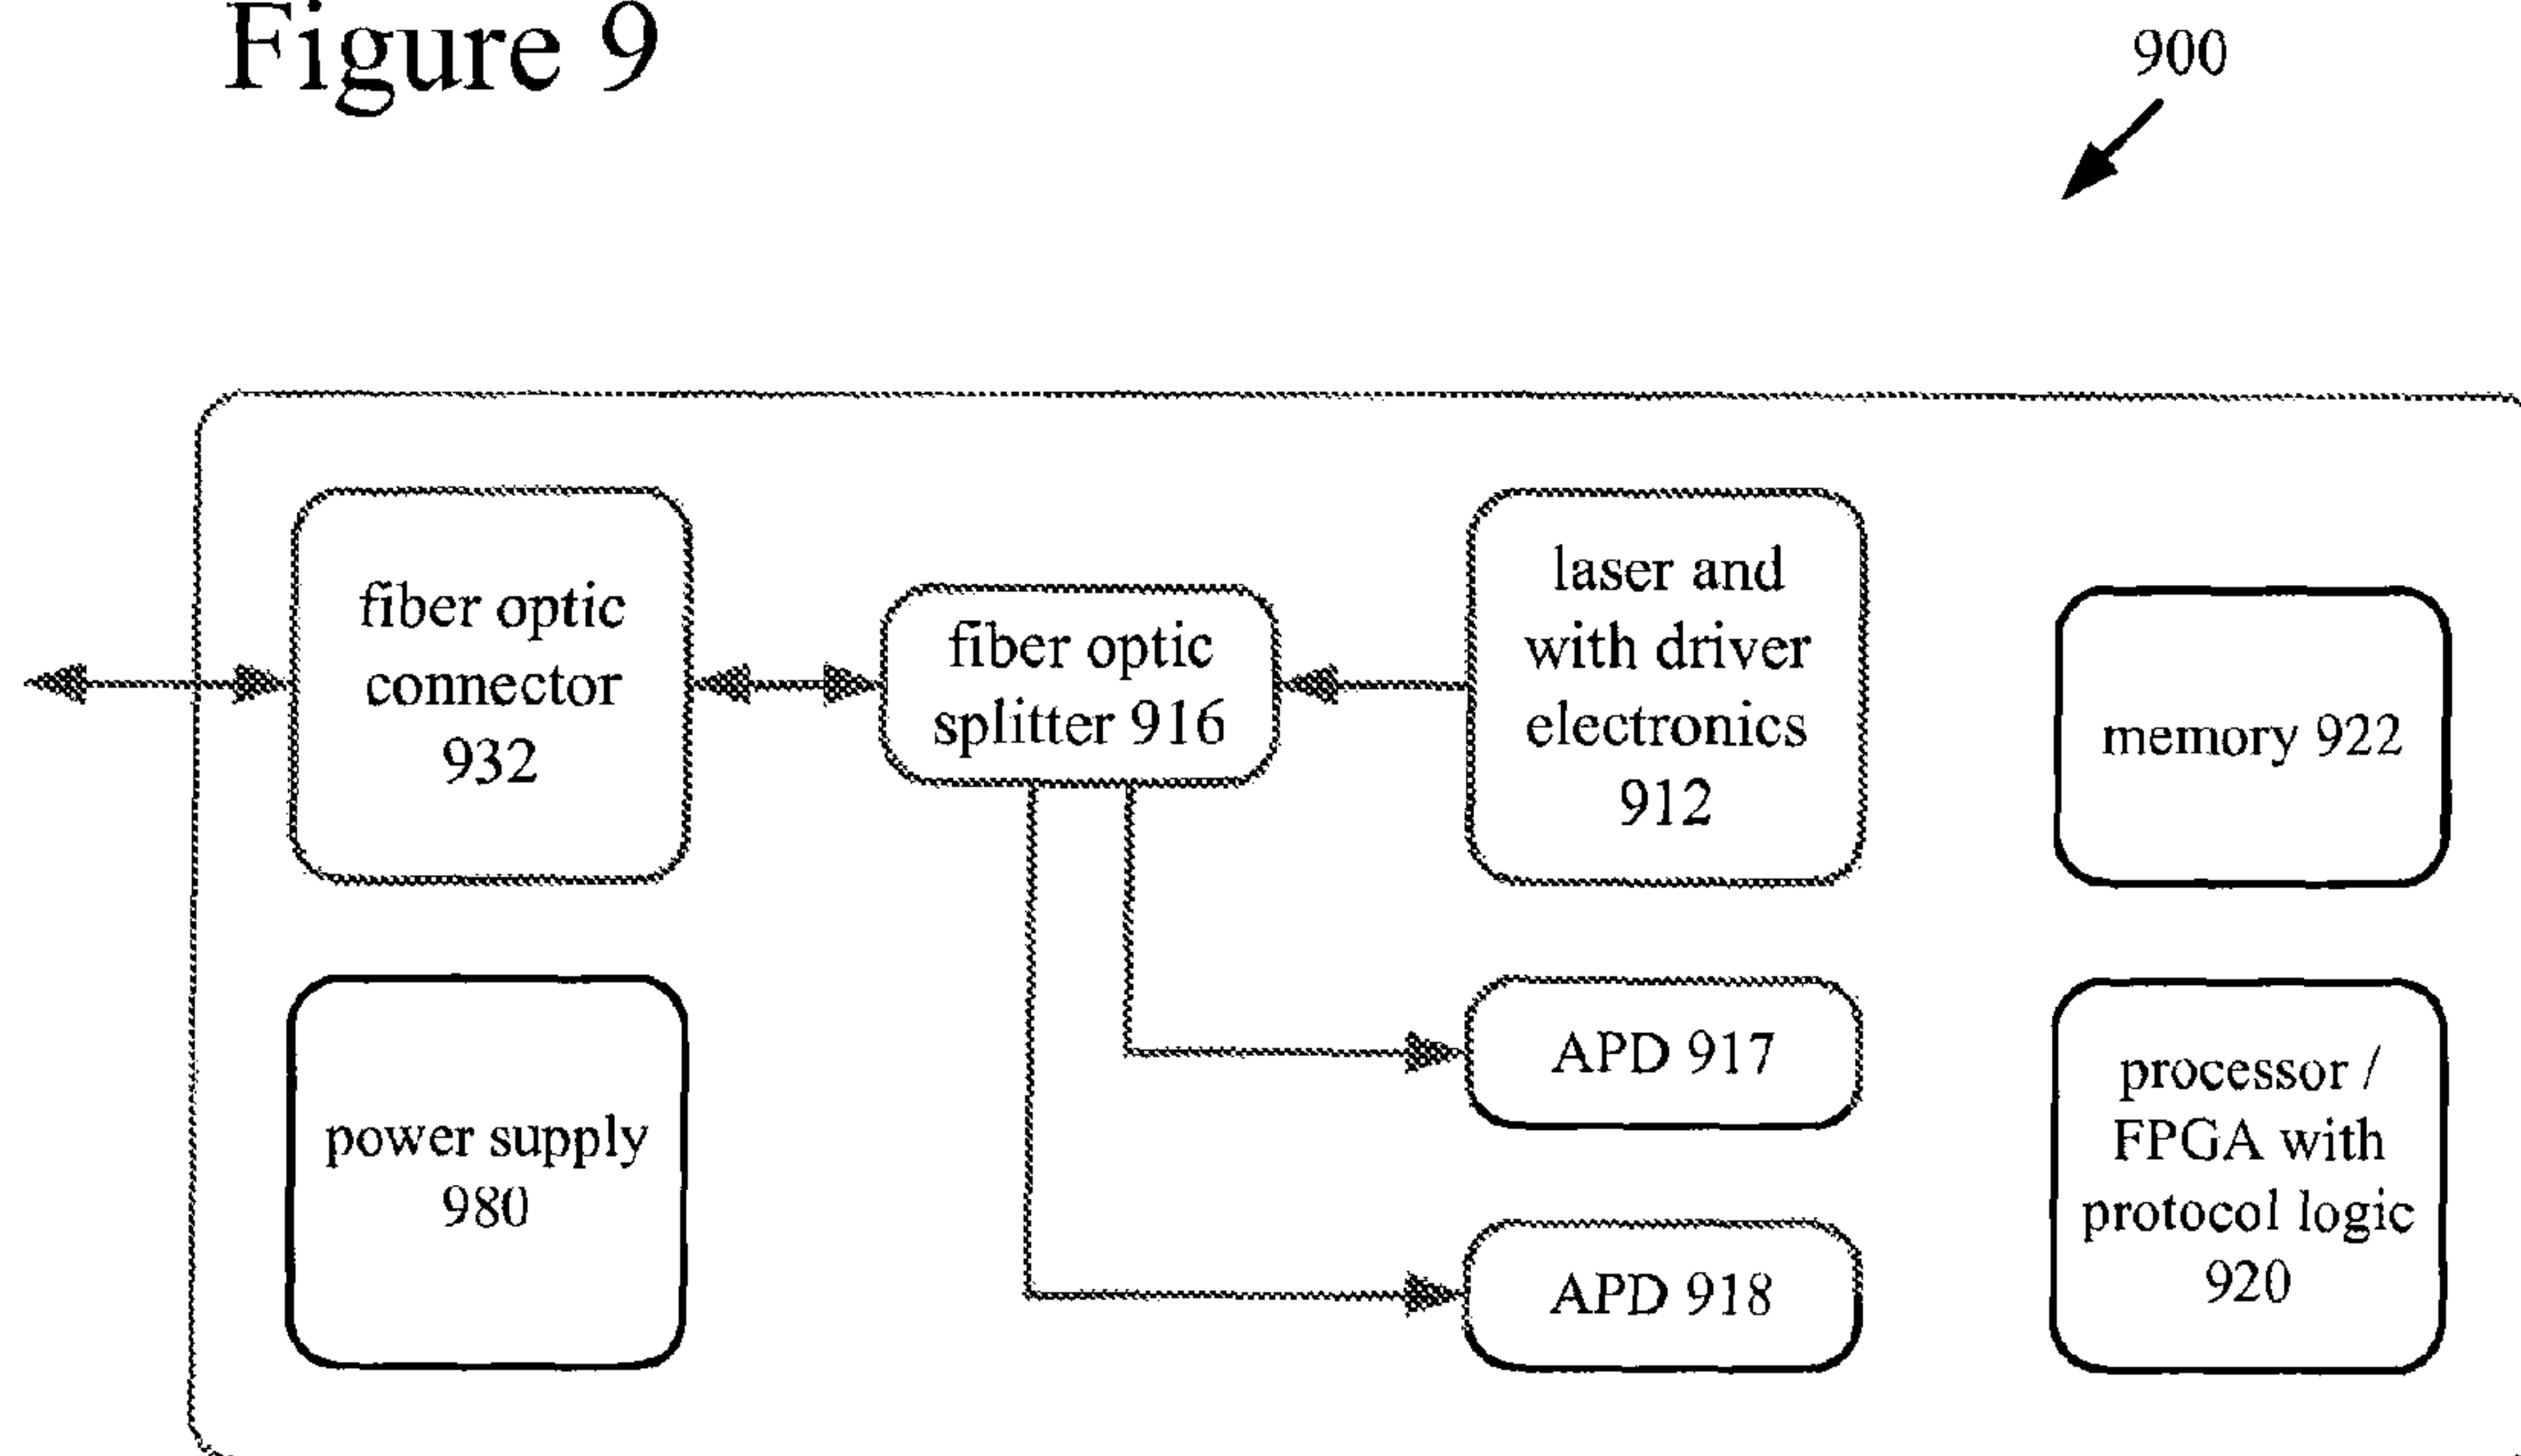 Figure 9
900
fiber optic
connector
932
fiber optic
splitter 916
laser and
with driver
electronics
912
memory 922
power supply
980
APD 917
APD 918
processor /
FPGA with
protocol logic
920